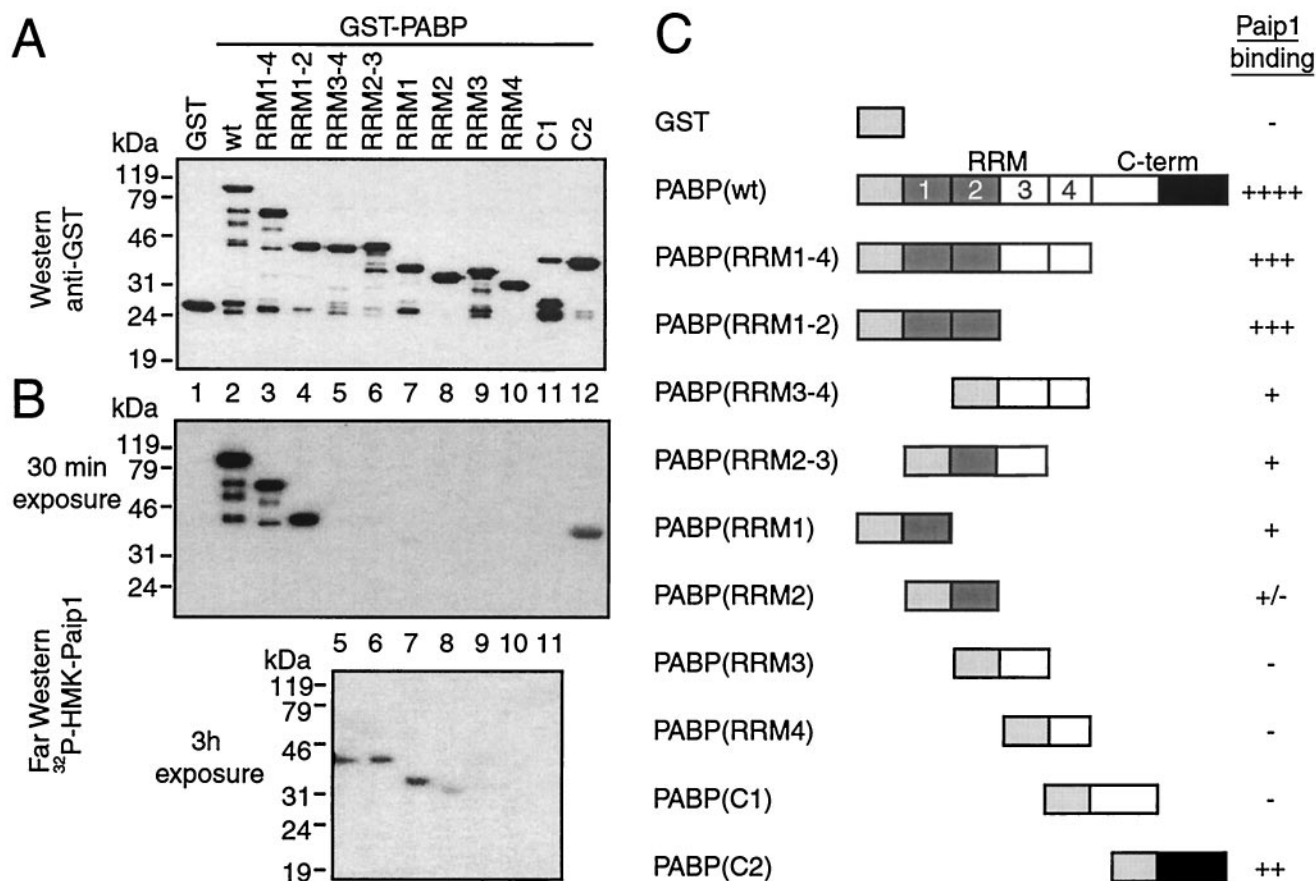 A
GST-PABP
GST wt RRM1-4 RRM1-2 RRM3-4 RRM2-3 RRM1 RRM2 RRM3 RRM4 C1 C2
kDa
119
79
46
31
24
19
Western
anti-GST
1 2 3 4 5 6 7 8 9 10 11 12
B
kDa
119
79
46
31
24
30 min
exposure
5 6 7 8 9 10 11
kDa
119
79
46
31
24
19
3h
exposure
Far Western
32P-HMK-Paip1
C
Paip1
binding
GST -
RRM C-term
PABP(wt) 1 2 3 4 ++++
PABP(RRM1-4) +++
PABP(RRM1-2) +++
PABP(RRM3-4) +
PABP(RRM2-3) +
PABP(RRM1) +
PABP(RRM2) +/-
PABP(RRM3) -
PABP(RRM4) -
PABP(C1) -
PABP(C2) ++